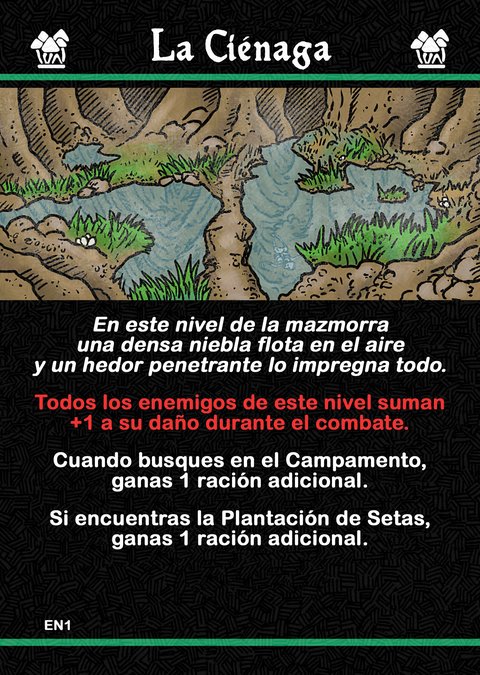 La Ciénaga
En este nivel de la mazmorra
una densa niebla flota en el aire
y un hedor penetrante lo impregna todo.
Todos los enemigos de este nivel suman
+1 a su daño durante el combate.
Cuando busques en el Campamento,
ganas 1 ración adicional.
Si encuentras la Plantación de Setas,
ganas 1 ración adicional.
EN1